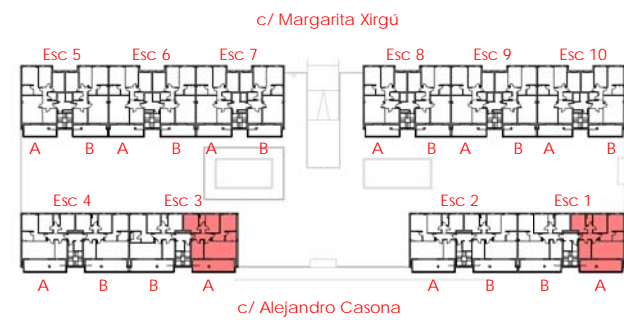 c/ Margarita Xirgú
Esc 5 Esc 6 Esc 7 Esc 8 Esc 9 Esc 10
A B A B A B A B A B A B
Esc 4 Esc 3 Esc 2 Esc 1
A B B A A B B A
c/ Alejandro Casona